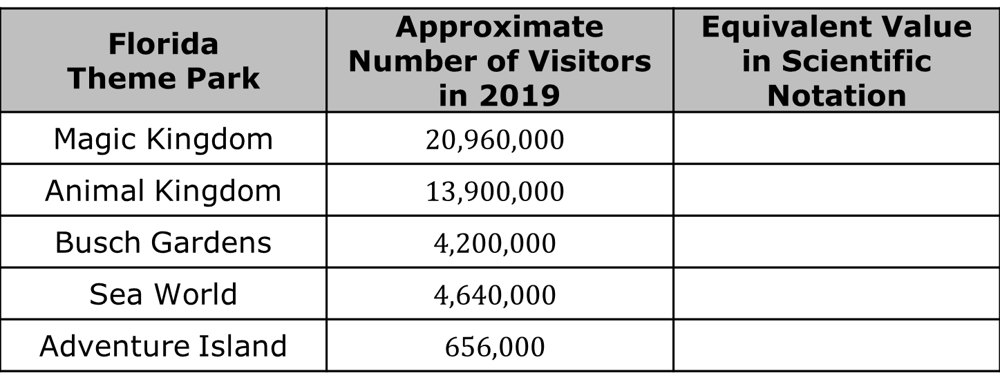 Florida
Theme Park
Approximate
Number of Visitors
in 2019
Equivalent Value
in Scientific
Notation
Magic Kingdom
20,960,000
Animal Kingdom
13,900,000
Busch Gardens
4,200,000
Sea World
4,640,000
Adventure Island
656,000